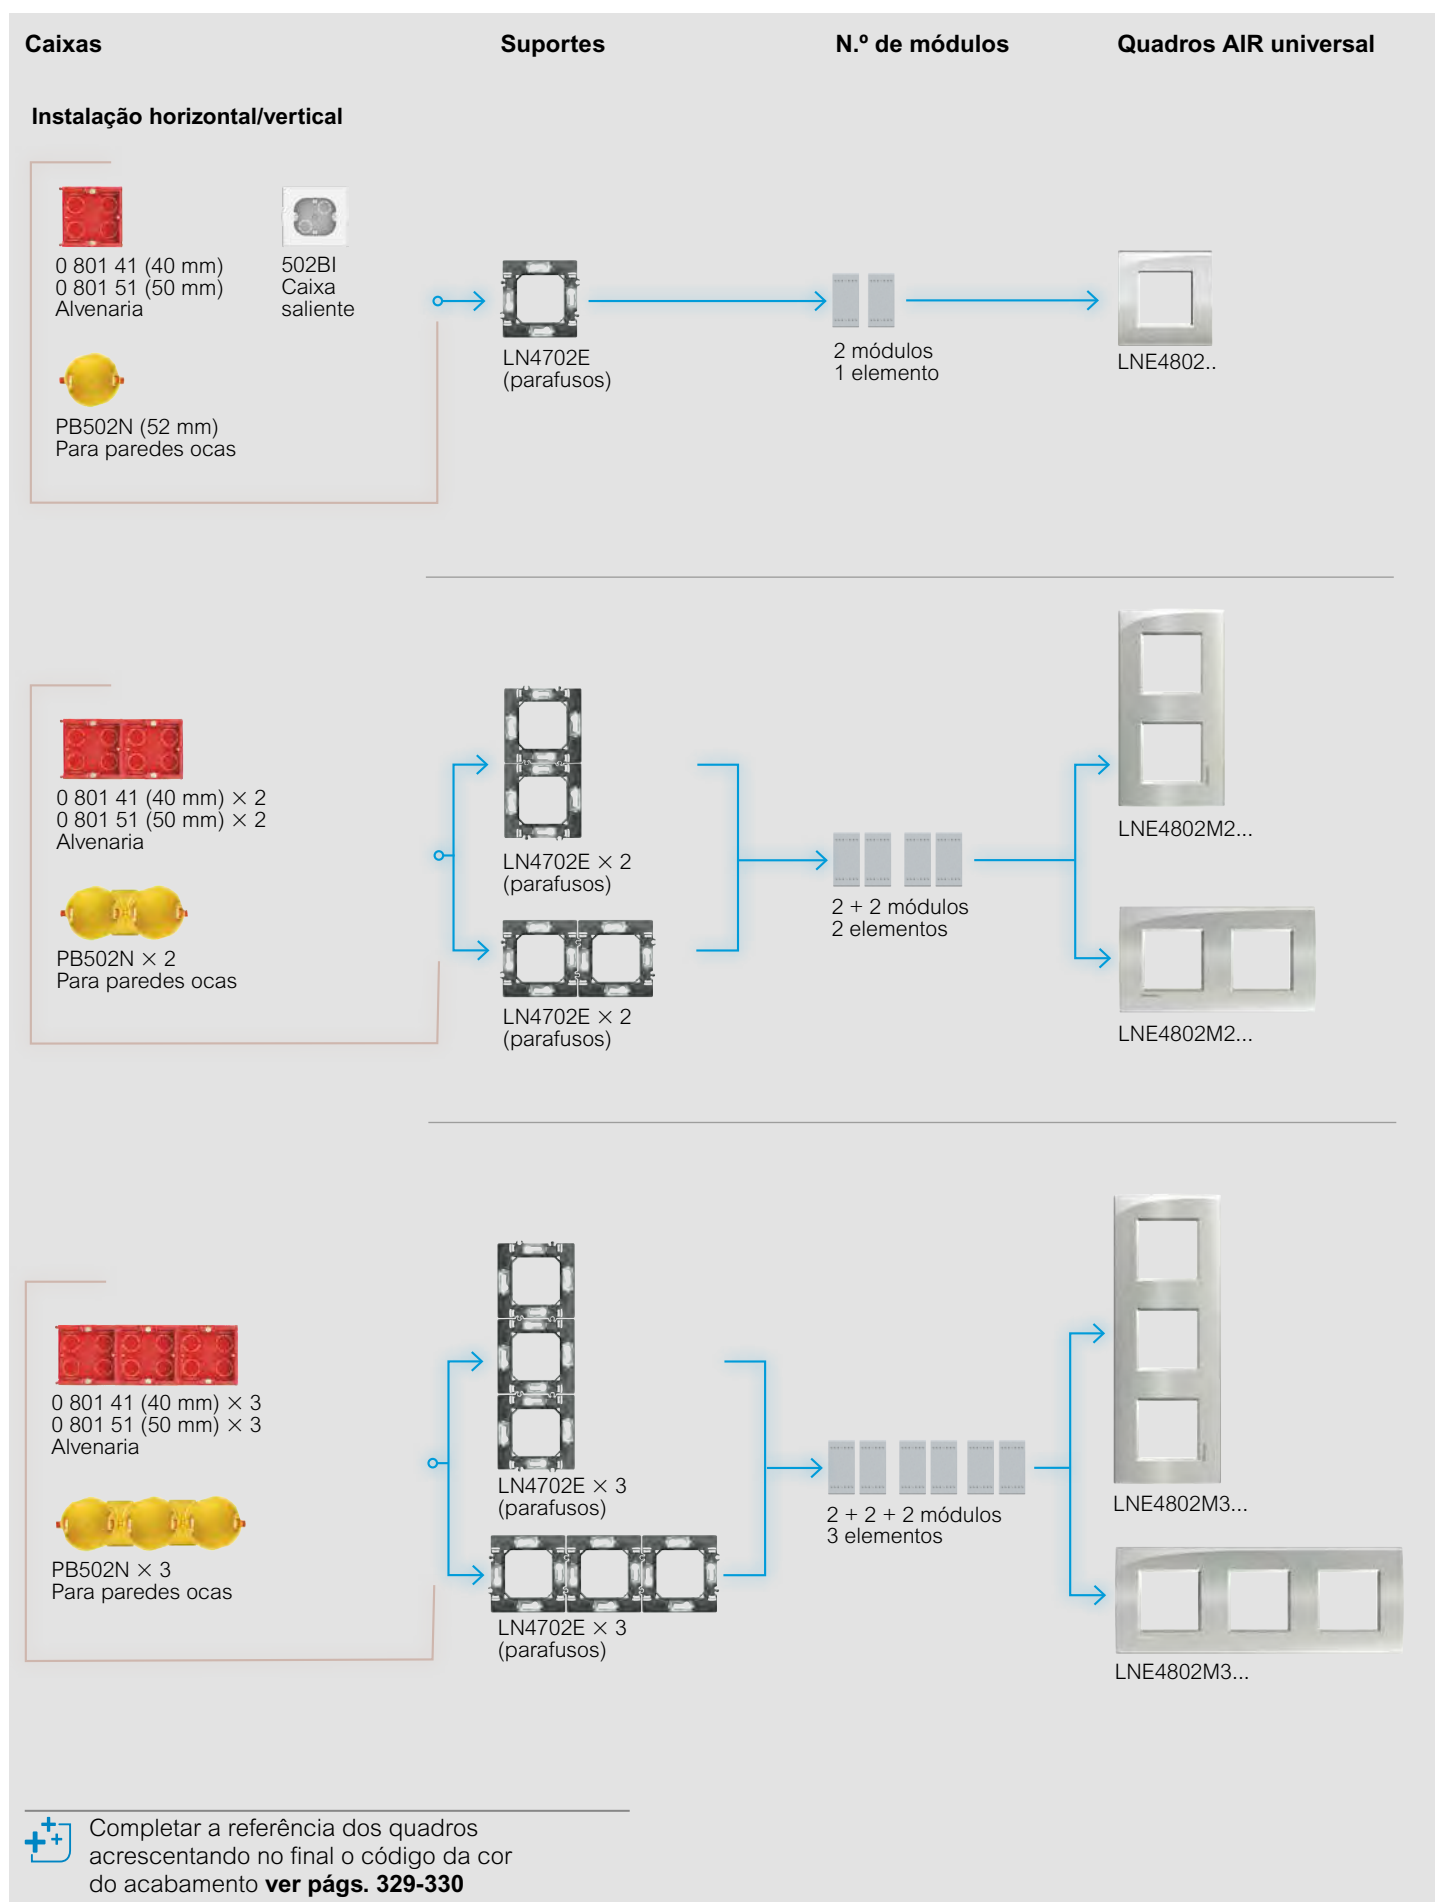 Caixas
Suportes
N.º de módulos
Quadros AIR universal
Instalação horizontal/vertical
0 801 41 (40 mm)
0 801 51 (50 mm)
Alvenaria
502BI
Caixa
saliente
PB502N (52 mm)
Para paredes ocas
LN4702E
(parafusos)
2 módulos
1 elemento
LNE4802..
0 801 41 (40 mm) × 2
0 801 51 (50 mm) × 2
Alvenaria
PB502N × 2
Para paredes ocas
LN4702E × 2
(parafusos)
LN4702E × 2
(parafusos)
2 + 2 módulos
2 elementos
LNE4802M2...
LNE4802M2...
0 801 41 (40 mm) × 3
0 801 51 (50 mm) × 3
Alvenaria
PB502N × 3
Para paredes ocas
LN4702E × 3
(parafusos)
LN4702E × 3
(parafusos)
2 + 2 + 2 módulos
3 elementos
LNE4802M3...
LNE4802M3...
Completar a referência dos quadros
acrescentando no final o código da cor
do acabamento ver págs. 329-330